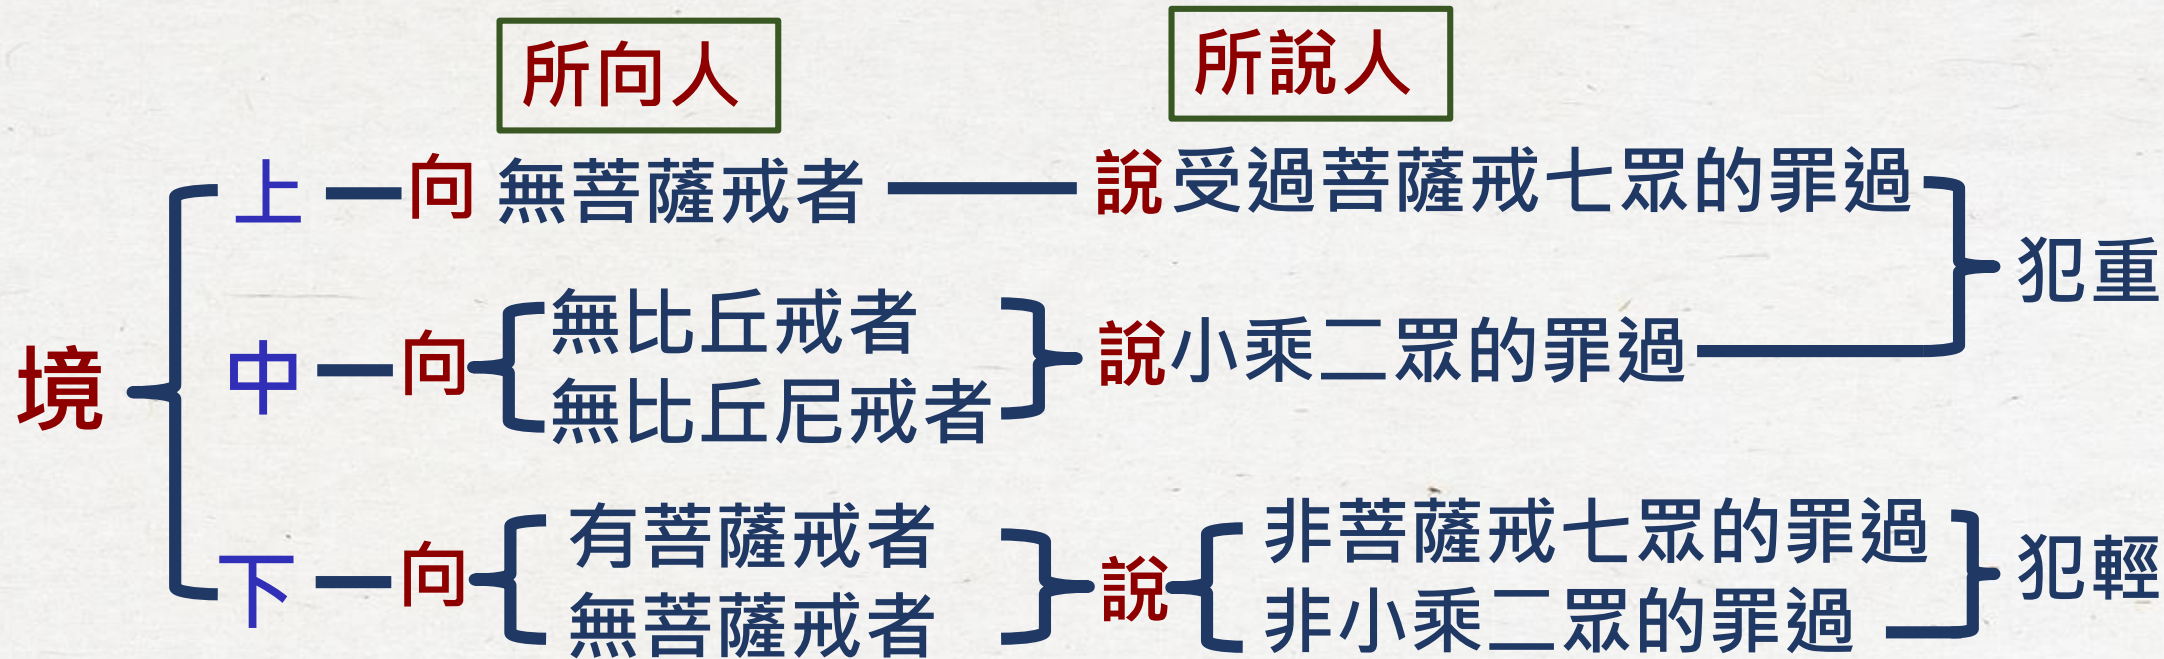 所向人 所說人
上 向 無菩薩戒者 說受過菩薩戒七眾的罪過
犯重
無比丘戒者
境 中 向 說小乘二眾的罪過
無比丘尼戒者
有菩薩戒者 非菩薩戒七眾的罪過
下 向 說 犯輕
無菩薩戒者 非小乘二眾的罪過